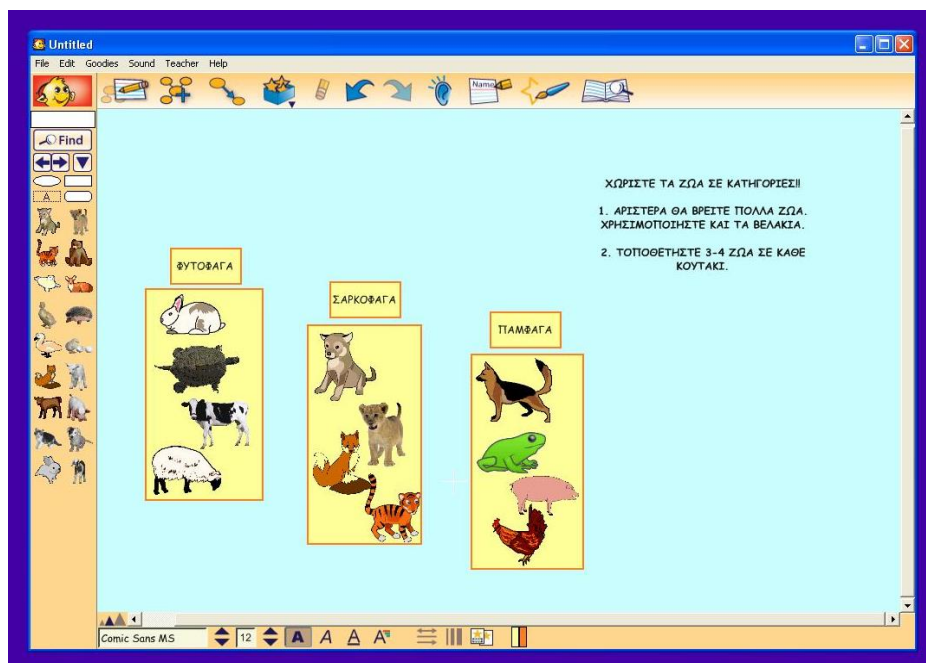 Untitled
File Edit Goodies Sound Teacher Help
Name
Find
A
ΧΩΡΙΣΤΕ ΤΑ ΖΩΑ ΣΕ ΚΑΤΗΓΟΡΙΕΣ!!
1. ΑΡΙΣΤΕΡΑ ΘΑ ΒΡΕΙΤΕ ΠΟΛΛΑ ΖΩΑ.
ΧΡΗΣΙΜΟΠΟΙΗΣΤΕ ΚΑΙ ΤΑ ΒΕΛΑΚΙΑ.
2. ΤΟΠΟΘΕΤΗΣΤΕ 3-4 ΖΩΑ ΣΕ ΚΑΘΕ
ΚΟΥΤΑΚΙ.
ΦΥΤΟΦΑΓΑ
ΣΑΡΚΟΦΑΓΑ
ΠΑΜΦΑΓΑ
Comic Sans MS 12 A A A A